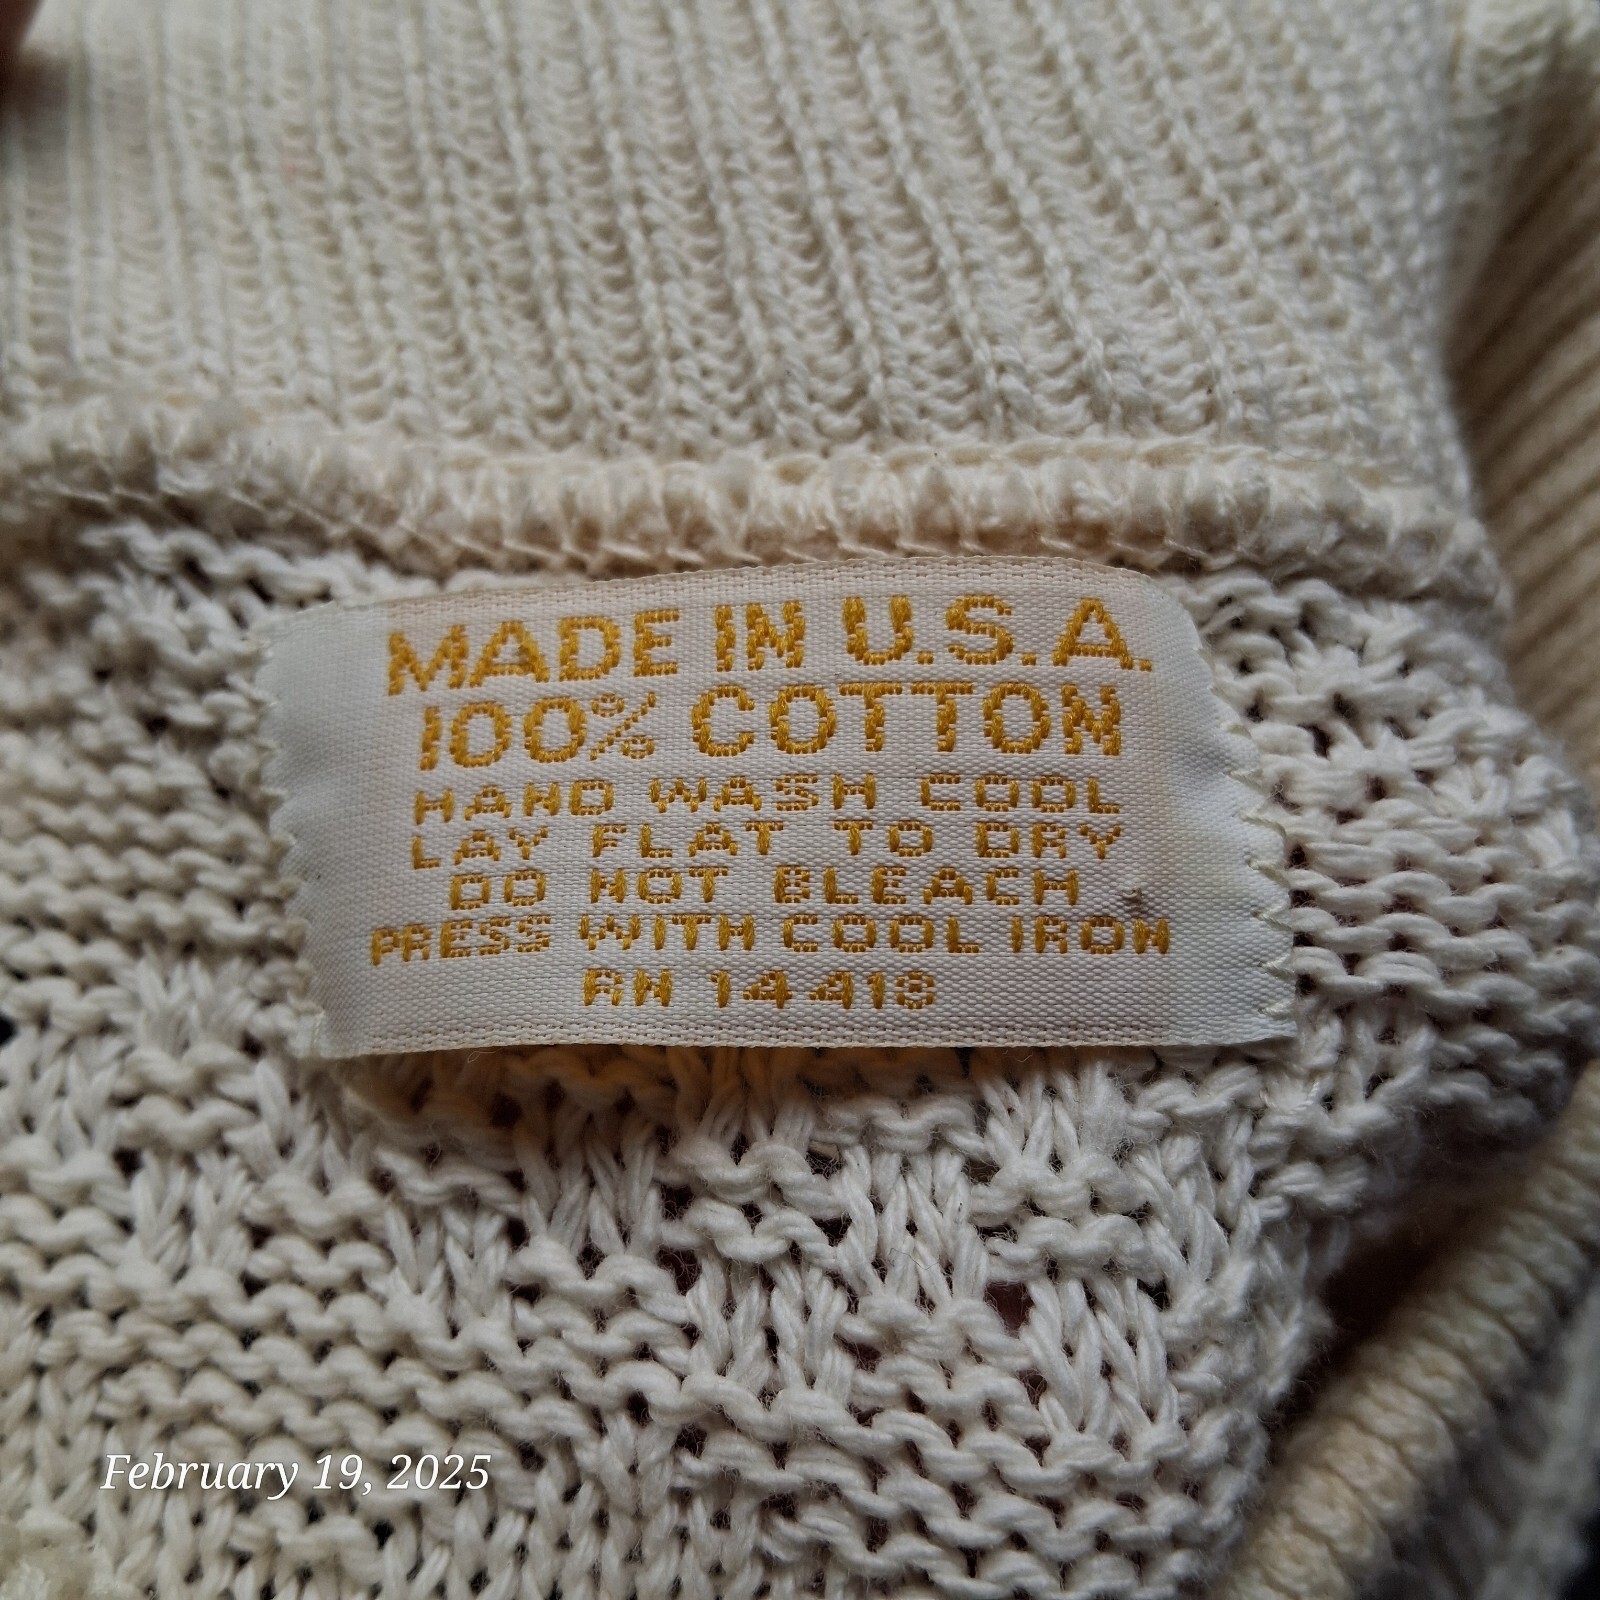 MADE IN U.S.A.
100% COTTON
HAND WASH COOL
LAY FLAT TO DRY
DO NOT BLEACH
PRESS WITH COOL IRON
RN 14418
February 19, 2025